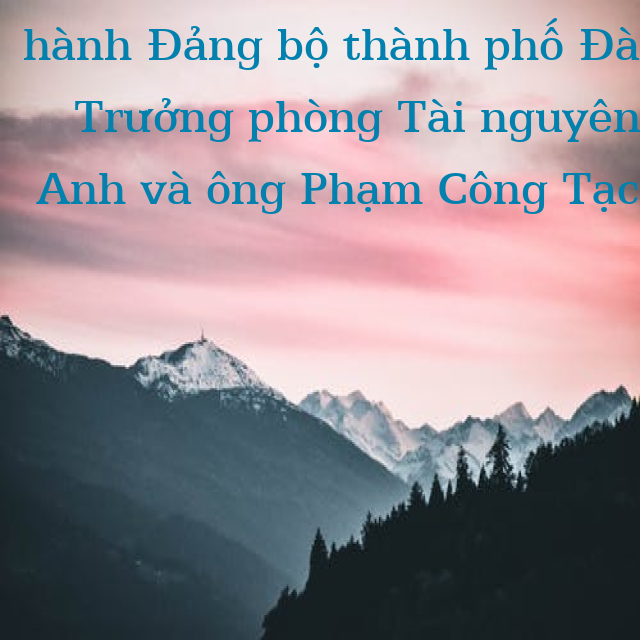 hành Đảng bộ thành phố Đà
Trưởng phòng Tài nguyên
Anh và ông Phạm Công Tạc